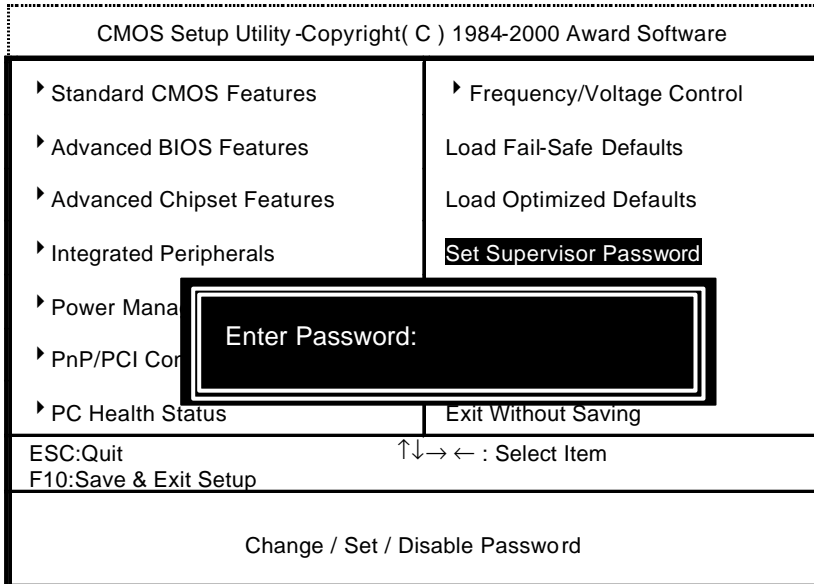 CMOS Setup Utility -Copyright( C ) 1984-2000 Award Software
Standard CMOS Features
Advanced BIOS Features
Advanced Chipset Features
Integrated Peripherals
Power Mana
PnP/PCI Con
PC Health Status
Frequency/Voltage Control
Load Fail-Safe Defaults
Load Optimized Defaults
Set Supervisor Password
Exit Without Saving
Enter Password:
ESC:Quit ↑↓→ ← : Select Item
F10:Save & Exit Setup
Change / Set / Disable Password